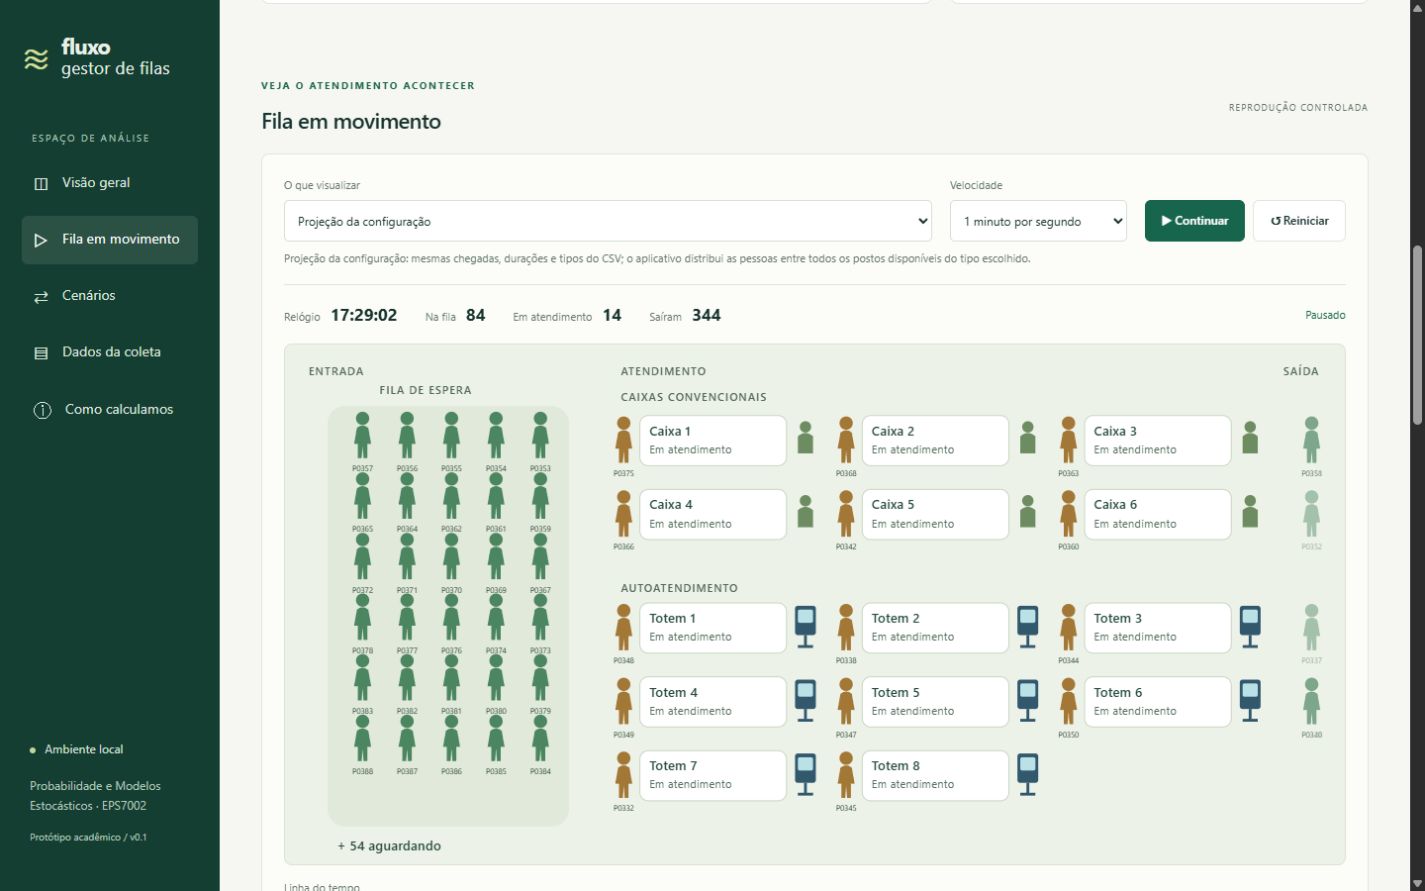 fluxo
gestor de filas
ESPAÇO DE ANÁLISE
Visão geral
Fila em movimento
Cenários
Dados da coleta
Como calculamos
Ambiente local
Probabilidade e Modelos
Estocásticos · EPS7002
Protótipo acadêmico / v0.1
VEJA O ATENDIMENTO ACONTECER
Fila em movimento
REPRODUÇÃO CONTROLADA
O que visualizar
Projeção da configuração
Velocidade
1 minuto por segundo
▶ Continuar
↺ Reiniciar
Projeção da configuração: mesmas chegadas, durações e tipos do CSV; o aplicativo distribui as pessoas entre todos os postos disponíveis do tipo escolhido.
Relógio 17:29:02 Na fila 84 Em atendimento 14 Saíram 344
Pausado
ENTRADA
FILA DE ESPERA
P0357 P0356 P0355 P0354 P0353
P0365 P0364 P0362 P0361 P0359
P0372 P0371 P0370 P0369 P0367
P0378 P0377 P0376 P0374 P0373
P0383 P0382 P0381 P0380 P0379
P0388 P0387 P0386 P0385 P0384
+ 54 aguardando
ATENDIMENTO
CAIXAS CONVENCIONAIS
Caixa 1
Em atendimento
P0375
Caixa 2
Em atendimento
P0368
Caixa 3
Em atendimento
P0363
Caixa 4
Em atendimento
P0366
Caixa 5
Em atendimento
P0342
Caixa 6
Em atendimento
P0360
AUTOATENDIMENTO
Totem 1
Em atendimento
P0348
Totem 2
Em atendimento
P0338
Totem 3
Em atendimento
P0344
Totem 4
Em atendimento
P0349
Totem 5
Em atendimento
P0347
Totem 6
Em atendimento
P0350
Totem 7
Em atendimento
P0332
Totem 8
Em atendimento
P0345
SAÍDA
P0358
P0352
P0337
P0340
Linha do tempo